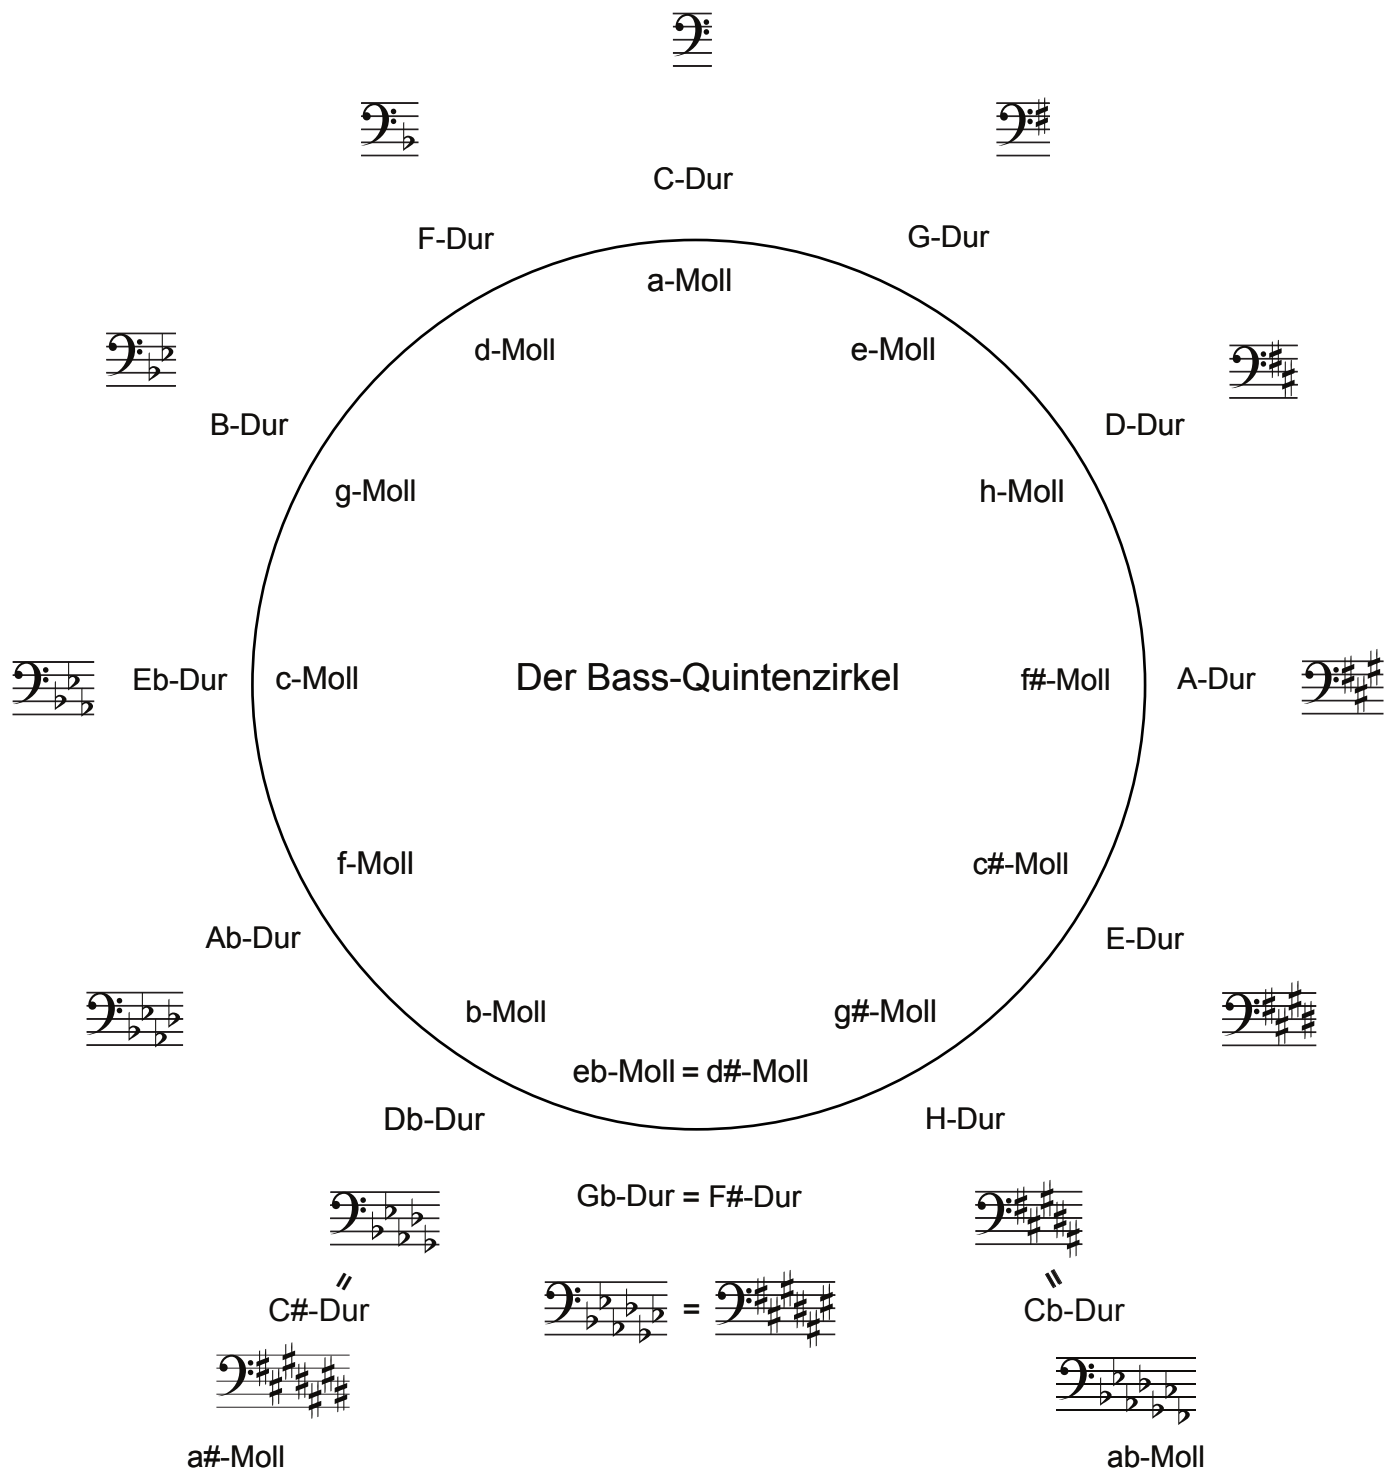 C-Dur
F-Dur
G-Dur
a-Moll
d-Moll
e-Moll
B-Dur
D-Dur
g-Moll
h-Moll
Eb-Dur
c-Moll
Der Bass-Quintenzirkel
f#-Moll
A-Dur
f-Moll
c#-Moll
Ab-Dur
E-Dur
b-Moll
g#-Moll
eb-Moll = d#-Moll
Db-Dur
H-Dur
Gb-Dur = F#-Dur
=
=
=
C#-Dur
Cb-Dur
a#-Moll
ab-Moll